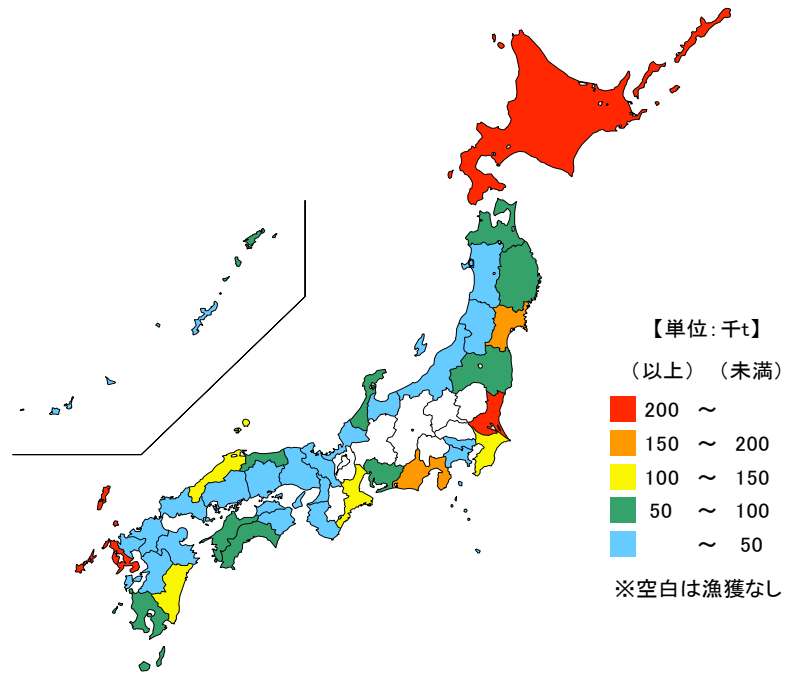 【単位:千t】
（以上） （未満）
200 ～
150 ～ 200
100 ～ 150
50 ～ 100
～ 50
※空白は漁獲なし